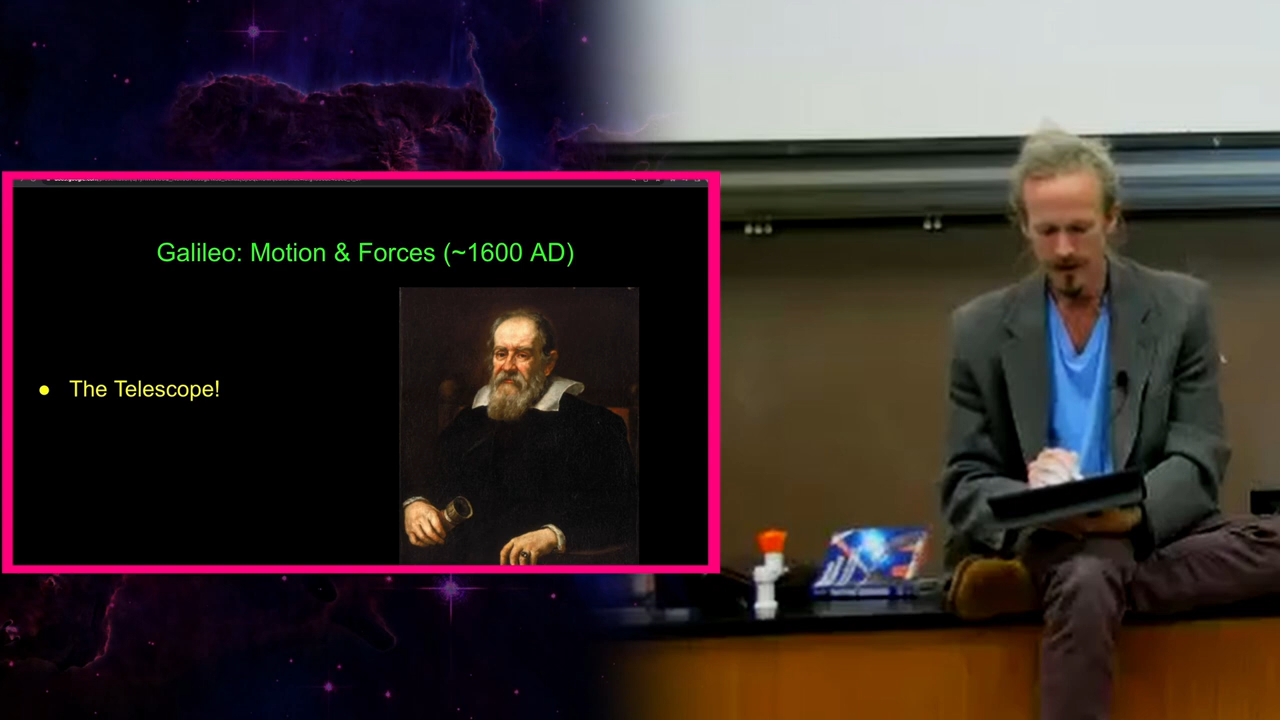 Galileo: Motion & Forces (~1600 AD)
● The Telescope!